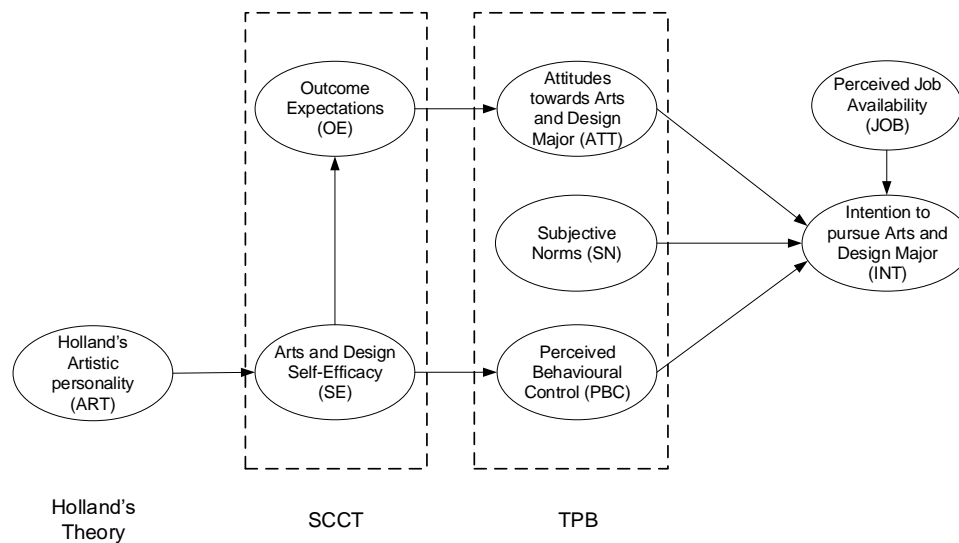 Outcome
Expectations
(OE)
Attitudes
towards Arts
and Design
Major (ATT)
Perceived Job
Availability
(JOB)
Subjective
Norms (SN)
Intention to
pursue Arts and
Design Major
(INT)
Holland's
Artistic
personality
(ART)
Arts and Design
Self-Efficacy
(SE)
Perceived
Behavioural
Control (PBC)
Holland's
Theory
SCCT
TPB